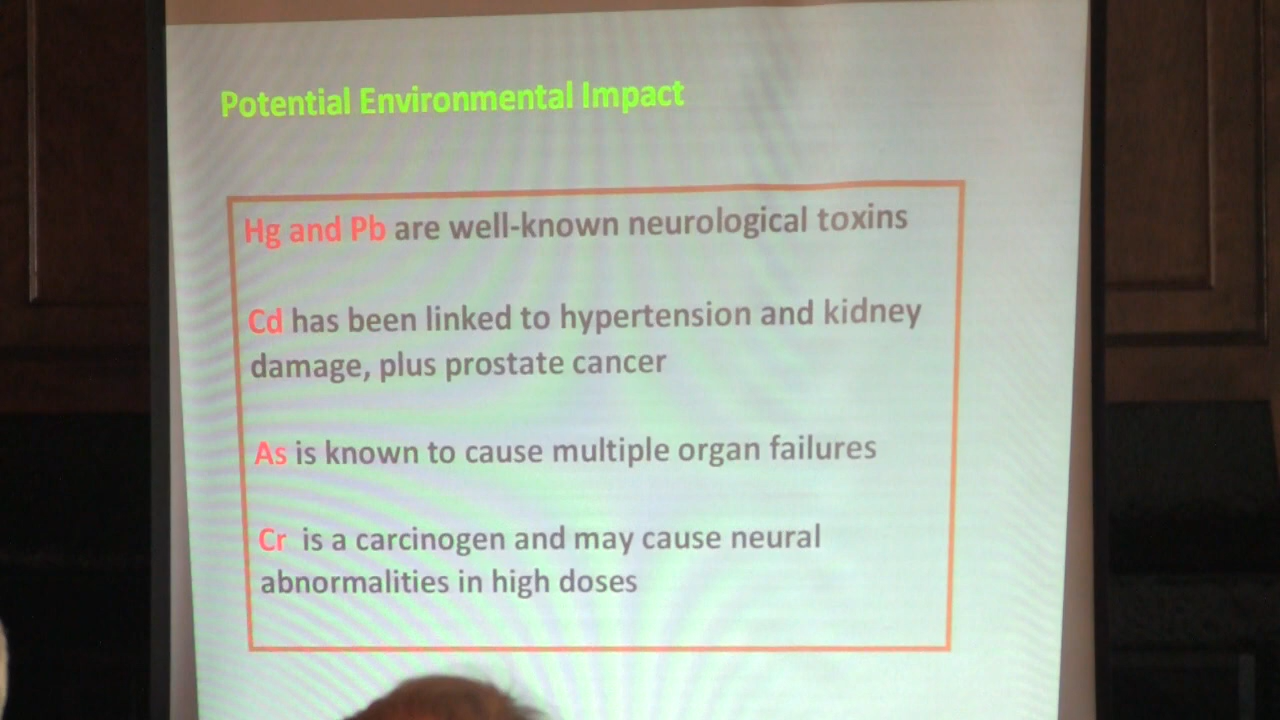 Potential Environmental Impact
Hg and Pb are well-known neurological toxins
Cd has been linked to hypertension and kidney
damage, plus prostate cancer
As is known to cause multiple organ failures
Cr is a carcinogen and may cause neural
abnormalities in high doses